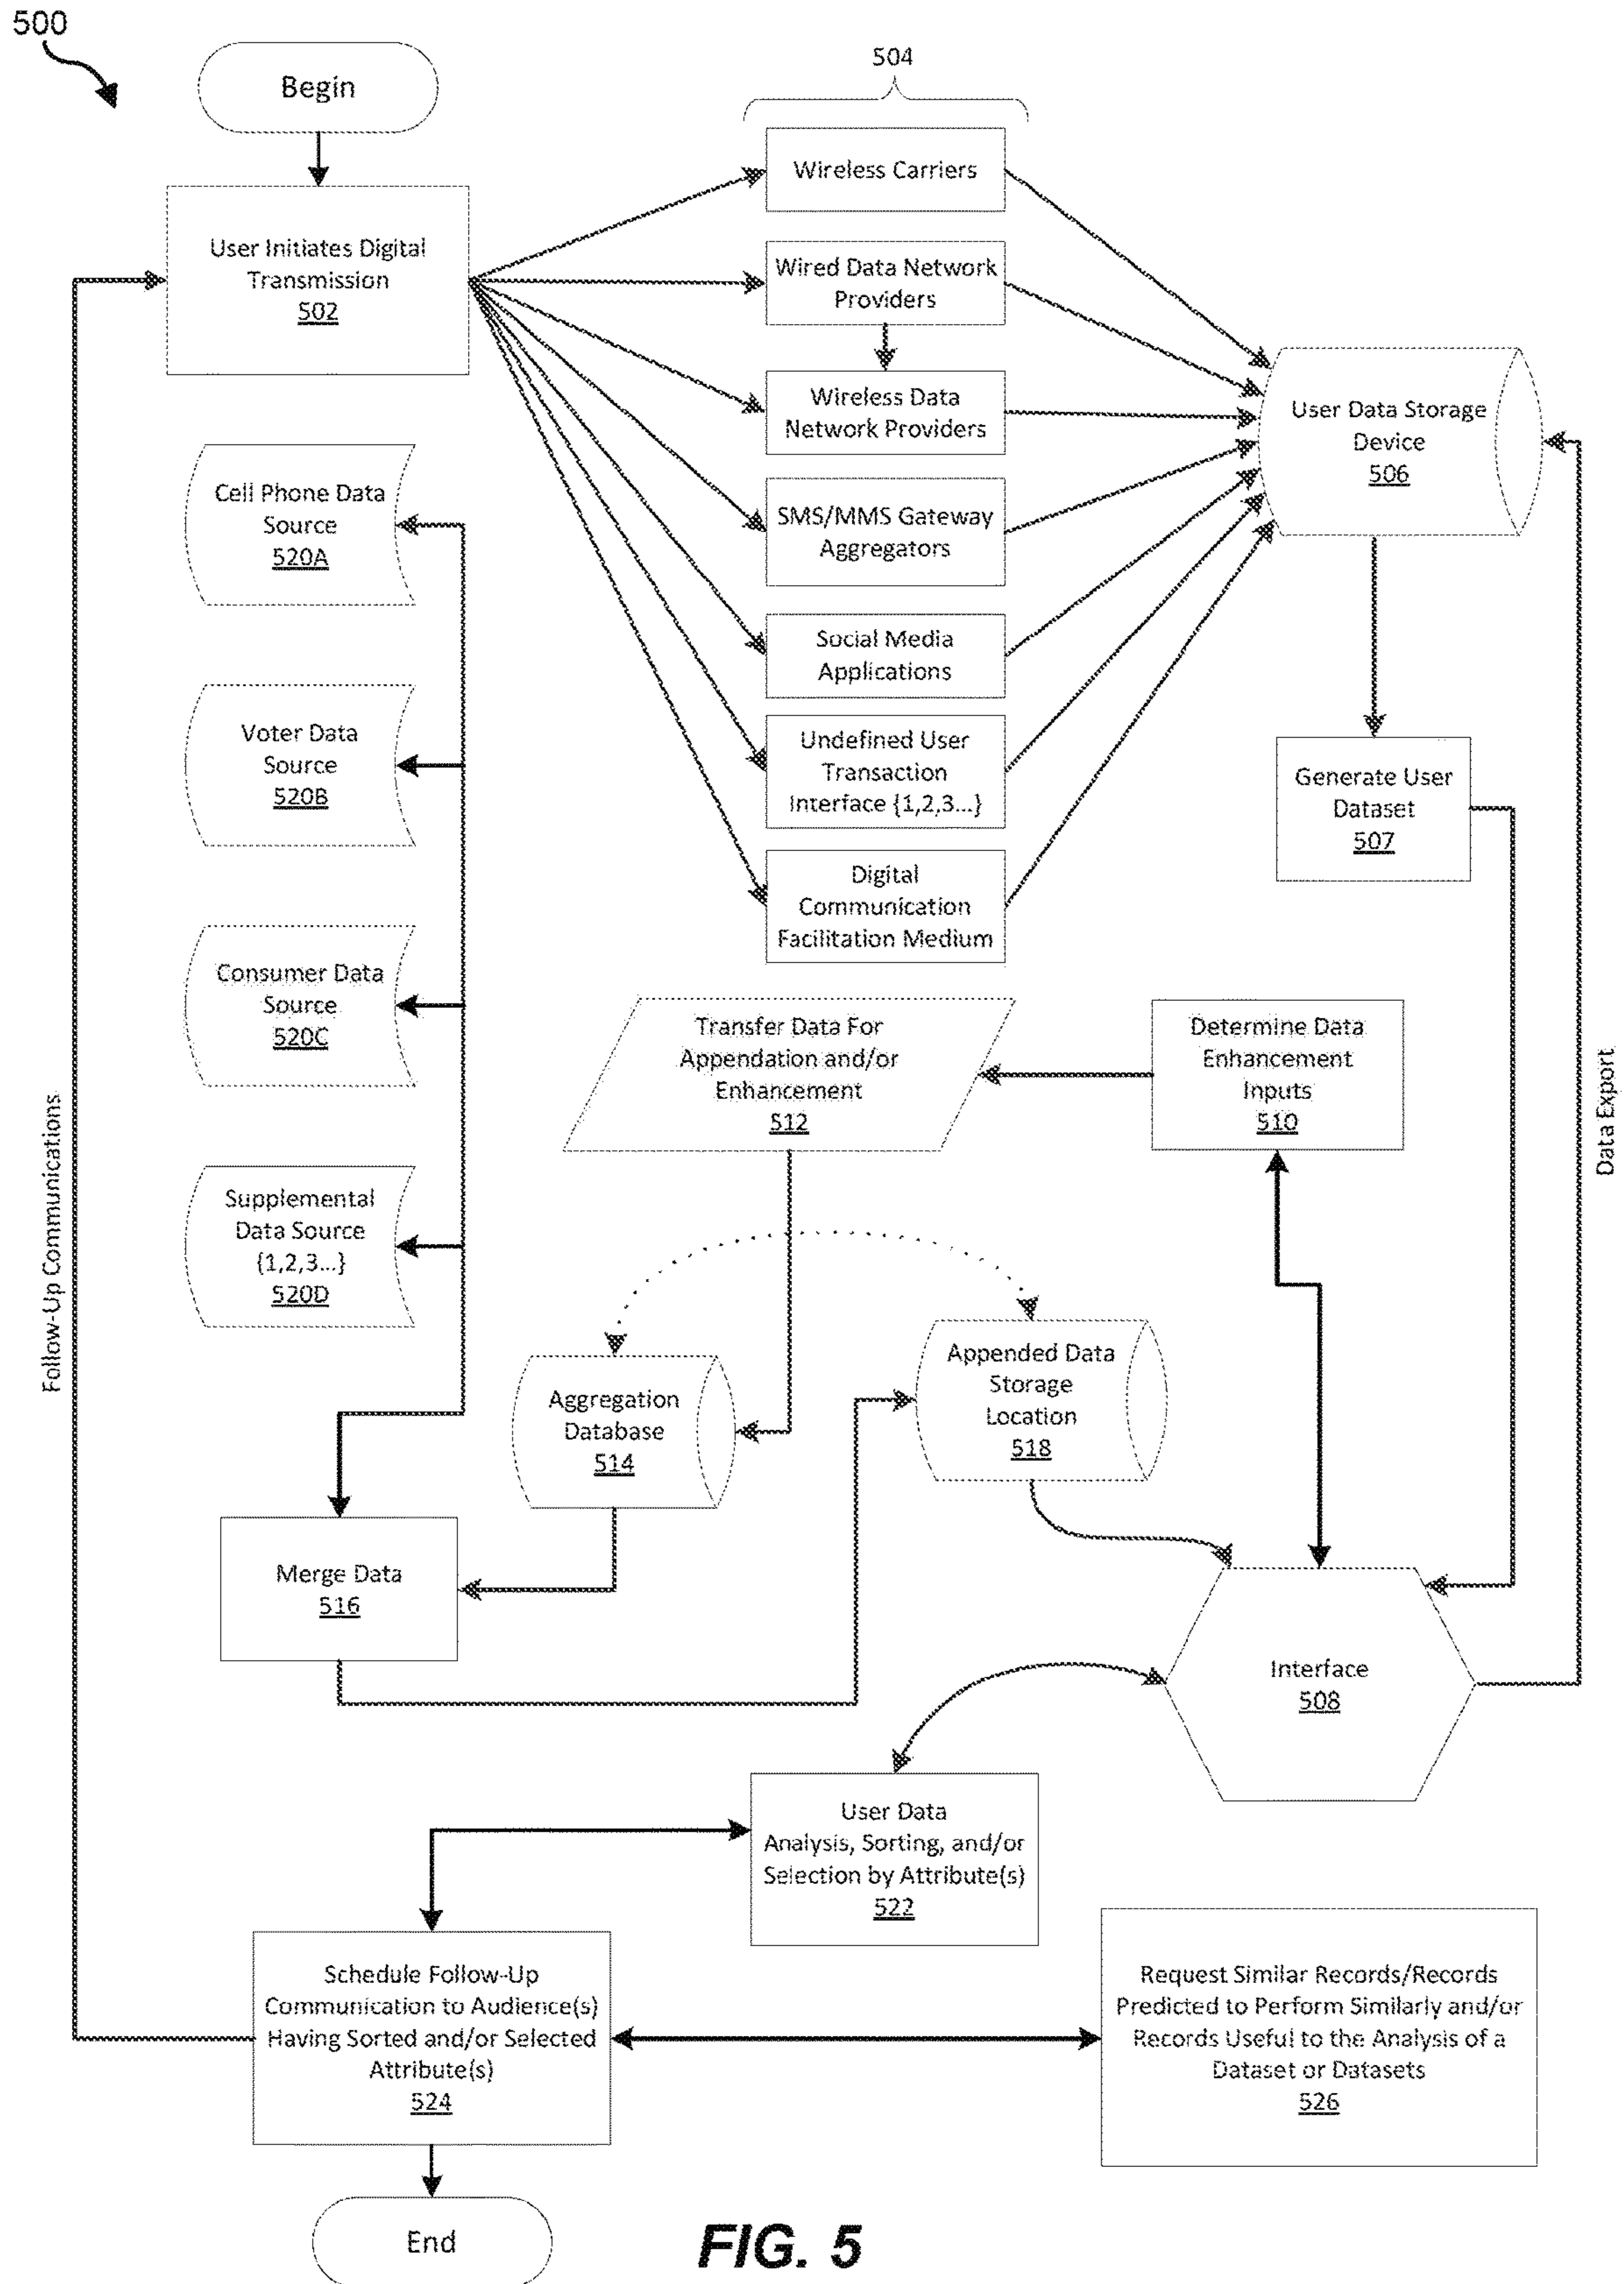 500
Begin
504
User Initiates Digital
Transmission
502
Wireless Carriers
Wired Data Network
Providers
Wireless Data
Network Providers
SMS/MMS Gateway
Aggregators
Social Media
Applications
Undefined User
Transaction
Interface {1,2,3...}
Digital
Communication
Facilitation Medium
User Data Storage
Device
506
Generate User
Dataset
507
Cell Phone Data
Source
520A
Voter Data
Source
520B
Consumer Data
Source
520C
Supplemental
Data Source
{1,2,3...}
520D
Transfer Data For
Appendation and/or
Enhancement
512
Determine Data
Enhancement
Inputs
510
Data Export
Follow-Up Communications
Aggregation
Database
514
Appended Data
Storage
Location
518
Merge Data
516
Interface
508
User Data
Analysis, Sorting, and/or
Selection by Attribute(s)
522
Schedule Follow-Up
Communication to Audience(s)
Having Sorted and/or Selected
Attribute(s)
524
Request Similar Records/Records
Predicted to Perform Similarly and/or
Records Useful to the Analysis of a
Dataset or Datasets
526
End
FIG. 5